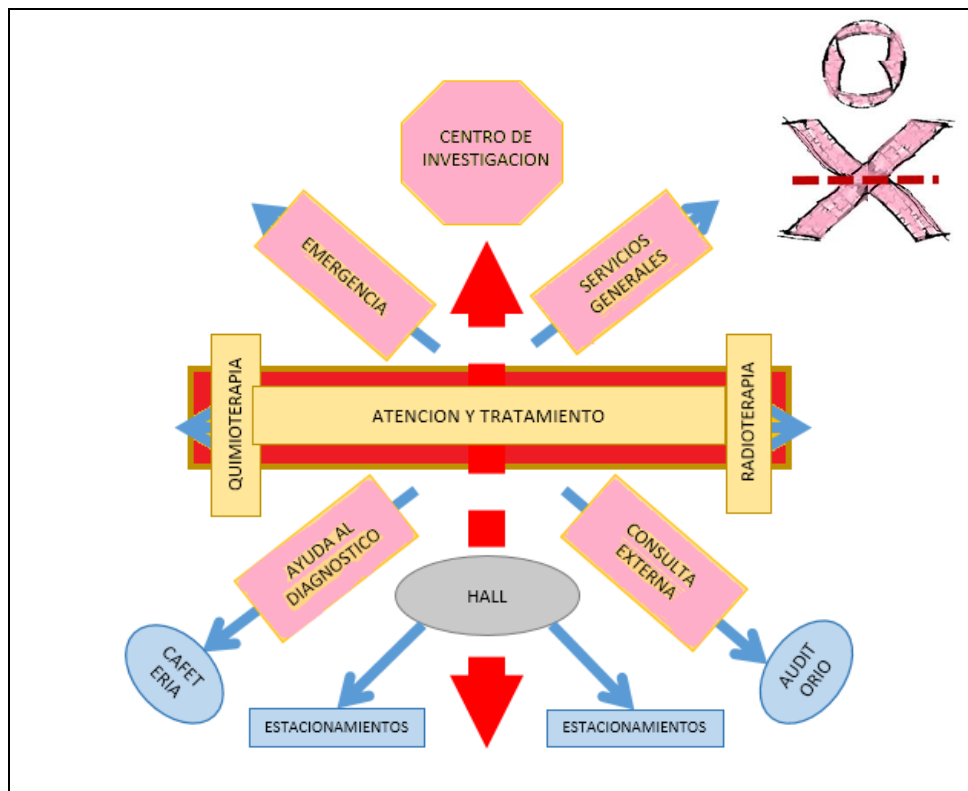 CENTRO DE
INVESTIGACION
EMERGENCIA
SERVICIOS
GENERALES
QUIMIOTERAPIA
ATENCION Y TRATAMIENTO
RADIOTERAPIA
AYUDA AL
DIAGNOSTICO
CONSULTA
EXTERNA
HALL
CAFET
ERIA
AUDIT
ORIO
ESTACIONAMIENTOS
ESTACIONAMIENTOS